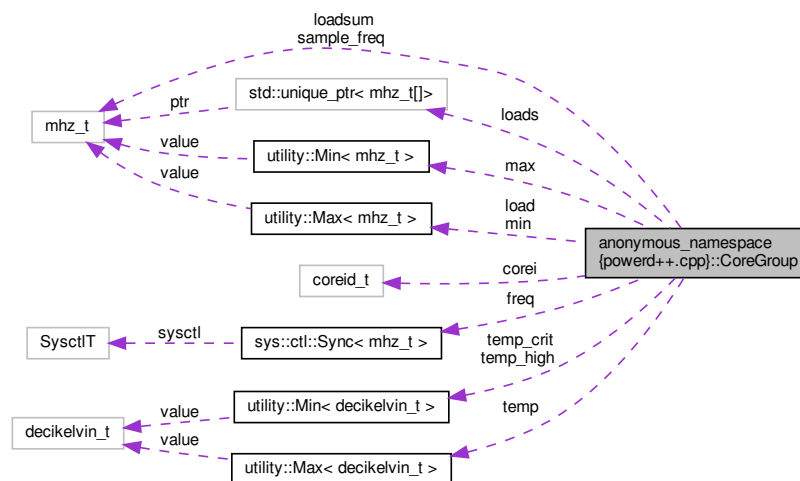 loadsum
sample_freq
std::unique_ptr< mhz_t[]>
ptr
loads
mhz_t
value
utility::Min< mhz_t >
max
value
utility::Max< mhz_t >
load
min
anonymous_namespace
{powerd++.cpp}::CoreGroup
coreid_t
corei
freq
SysctlT
sysctl
sys::ctl::Sync< mhz_t >
temp_crit
temp_high
value
utility::Min< decikelvin_t >
temp
decikelvin_t
value
utility::Max< decikelvin_t >